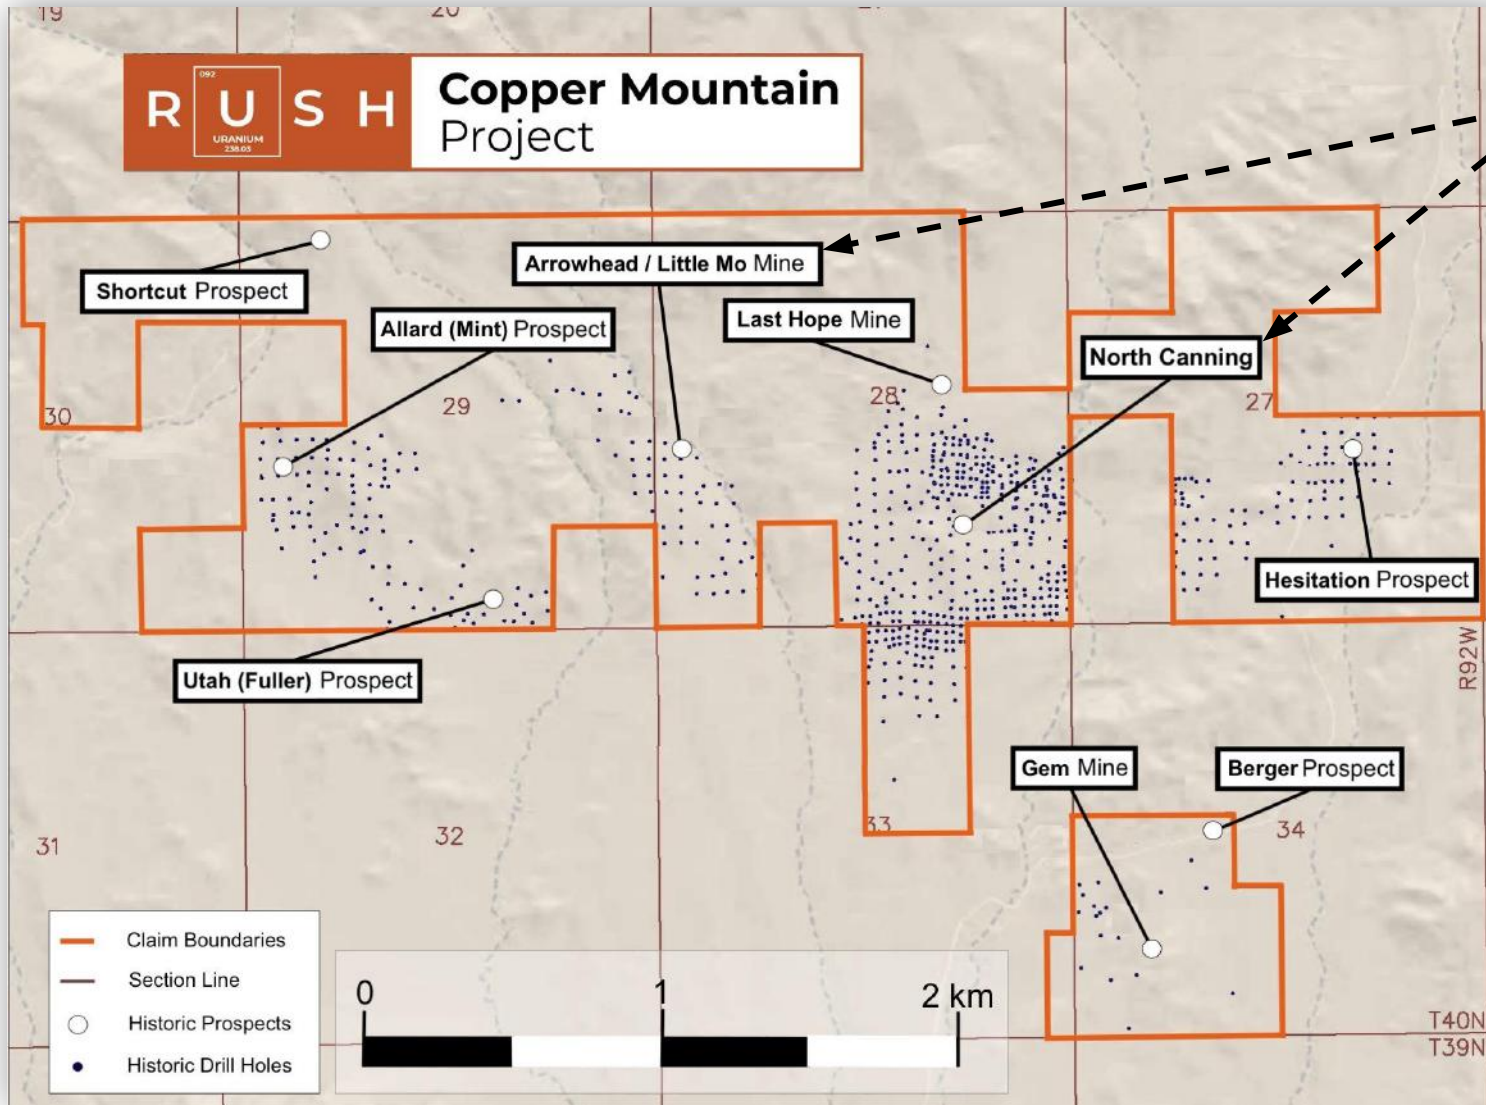 19
20
092
R U S H
URANIUM
238.03
Copper Mountain
Project
Arrowhead / Little Mo Mine
Shortcut Prospect
Allard (Mint) Prospect
Last Hope Mine
North Canning
30
29
28
27
Hesitation Prospect
Utah (Fuller) Prospect
R92W
Gem Mine
Berger Prospect
31
32
33
34
Claim Boundaries
Section Line
Historic Prospects
Historic Drill Holes
0 1 2 km
T40N
T39N